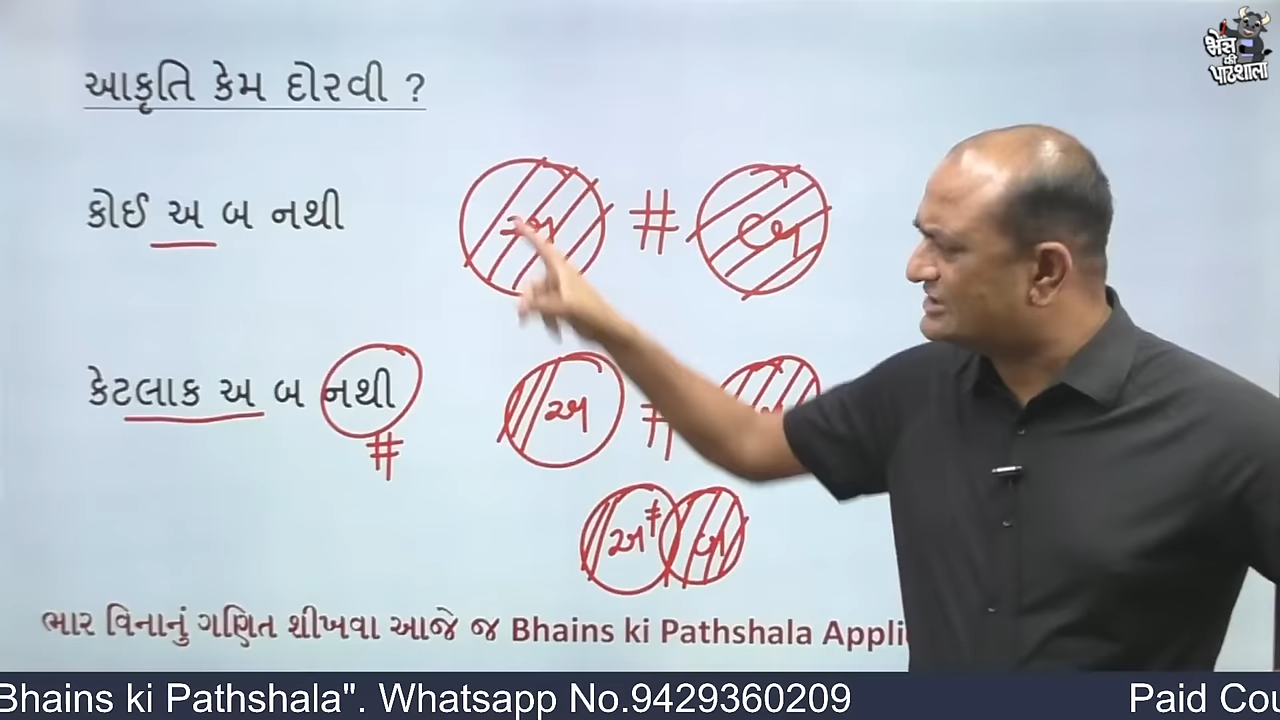 भैंस
की
पाठशाला
આકૃતિ કેમ દોરવી ?
કોઈ અ બ નથી
અ # બ
કેટલાક અ બ નથી
#
અ #
અ ‡ બ
ભાર વિનાનું ગણિત શીખવા આજે જ Bhains ki Pathshala Appli
Bhains ki Pathshala". Whatsapp No.9429360209 Paid Cou